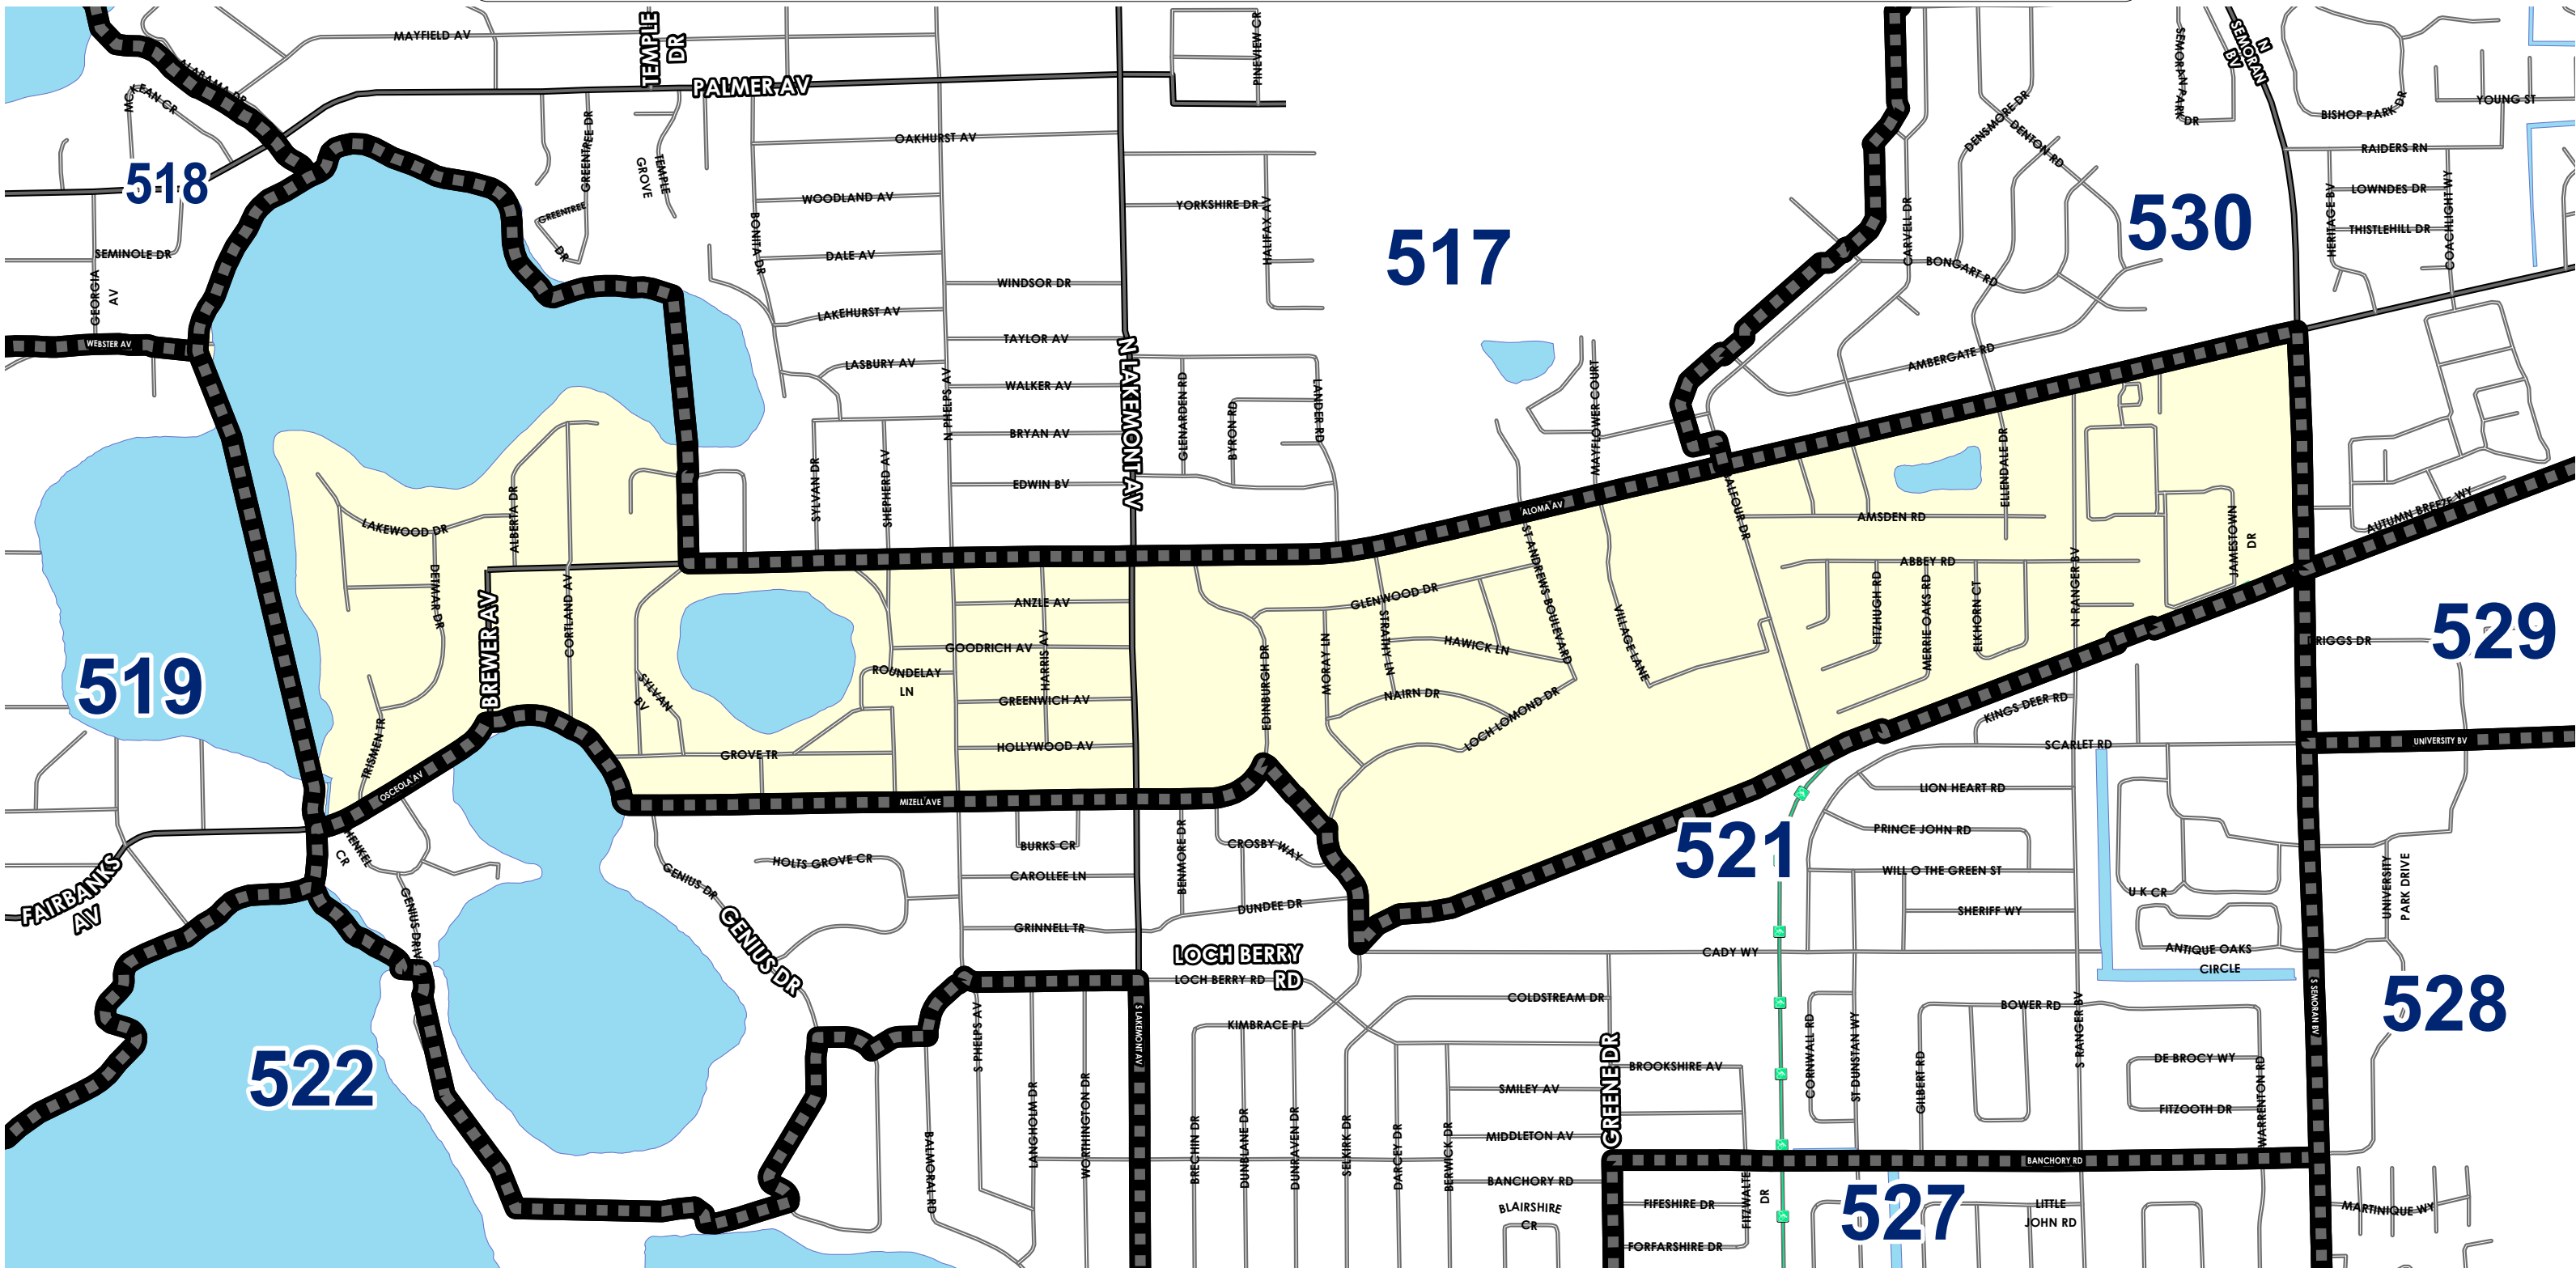 MAYFIELD AV
TEMPLE
DR
PALMER AV
PINEVIEW CR
SEMORAN PARK
DR
N
SEMORAN
BV
BISHOP PARK DR
YOUNG ST
ALABAMA DR
MC KEAN CR
518
SEMINOLE DR
GEORGIA
AV
WEBSTER AV
GREENTREE DR
GREENTREE
DR
TEMPLE
GROVE
OAKHURST AV
WOODLAND AV
BONITA DR
DALE AV
WINDSOR DR
LAKEHURST AV
TAYLOR AV
LASBURY AV
WALKER AV
N PHELPS AV
BRYAN AV
EDWIN BV
SYLVAN DR
SHEPHERD AV
N LAKEMONT AV
YORKSHIRE DR
HALIFAX AV
517
GLENARDEN RD
BYRON RD
LANDER RD
MAYFLOWER COURT
DENSMORE DR
DENTON RD
CARVELL DR
BONGART RD
530
AMBERGATE RD
RAIDERS RN
LOWNDES DR
HERITAGE BV
THISTLEHILL DR
COACHLIGHT WY
AUTUMN BREEZE WY
ALOMA AV
LAKEWOOD DR
ALBERTA DR
DETMAR DR
BREWER AV
CORTLAND AV
TRISMEN TR
OSCEOLA AV
SYLVAN
BV
GROVE TR
ROUNDELAY
LN
ANZLE AV
GOODRICH AV
HARRIS AV
GREENWICH AV
HOLLYWOOD AV
MIZELL AVE
EDINBURGH DR
GLENWOOD DR
STRATHY LN
MORAY LN
HAWICK LN
NAIRN DR
LOCH LOMOND DR
ST ANDREWS BOULEVARD
VILLAGE LANE
ALFOUR DR
AMSDEN RD
ELLENDALE DR
ABBEY RD
FITZHUGH RD
MERRIE OAKS RD
ELKHORN CT
N RANGER BV
JAMESTOWN
DR
519
529
RIGGS DR
UNIVERSITY BV
KINGS DEER RD
SCARLET RD
LION HEART RD
521
PRINCE JOHN RD
WILL O THE GREEN ST
SHERIFF WY
U K CR
ANTIQUE OAKS
CIRCLE
UNIVERSITY
PARK DRIVE
FAIRBANKS
AV
HENKEL
CR
GENIUS DRIVE
GENIUS DR
GENIUS DR
HOLTS GROVE CR
BURKS CR
CAROLLEE LN
GRINNELL TR
BENMORE DR
CROSBY WAY
DUNDEE DR
LOCH BERRY
RD
LOCH BERRY RD
CADY WY
COLDSTREAM DR
KIMBRACE PL
522
S PHELPS AV
BALMORAL RD
LANGHOLM DR
WORTHINGTON DR
S LAKEMONT AV
BRECHIN DR
DUNBLANE DR
DUNRAVEN DR
SELKIRK DR
DARCEY DR
BERWICK DR
SMILEY AV
MIDDLETON AV
BANCHORY RD
BLAIRSHIRE
CR
GREENE DR
BROOKSHIRE AV
FIFESHIRE DR
FORFARSHIRE DR
FITZWALTE
DR
CORNWALL RD
ST DUNSTAN WY
GILBERT RD
BOWER RD
S RANGER BV
DE BROCY WY
FITZOOTH DR
WARRENTON RD
BANCHORY RD
S SEMORAN BV
528
527
LITTLE
JOHN RD
MARTINIQUE WY